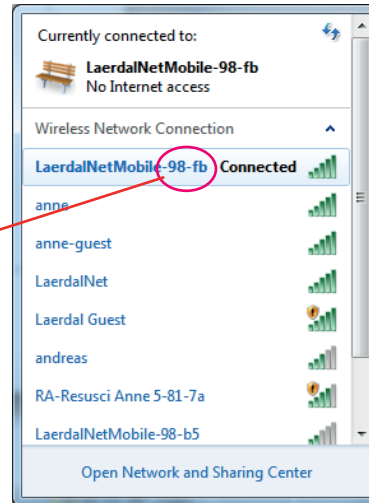 Currently connected to:
LaerdalNetMobile-98-fb
No Internet access
Wireless Network Connection
LaerdalNetMobile-98-fb Connected
anne
anne-guest
LaerdalNet
Laerdal Guest
andreas
RA-Resusci Anne 5-81-7a
LaerdalNetMobile-98-b5
Open Network and Sharing Center